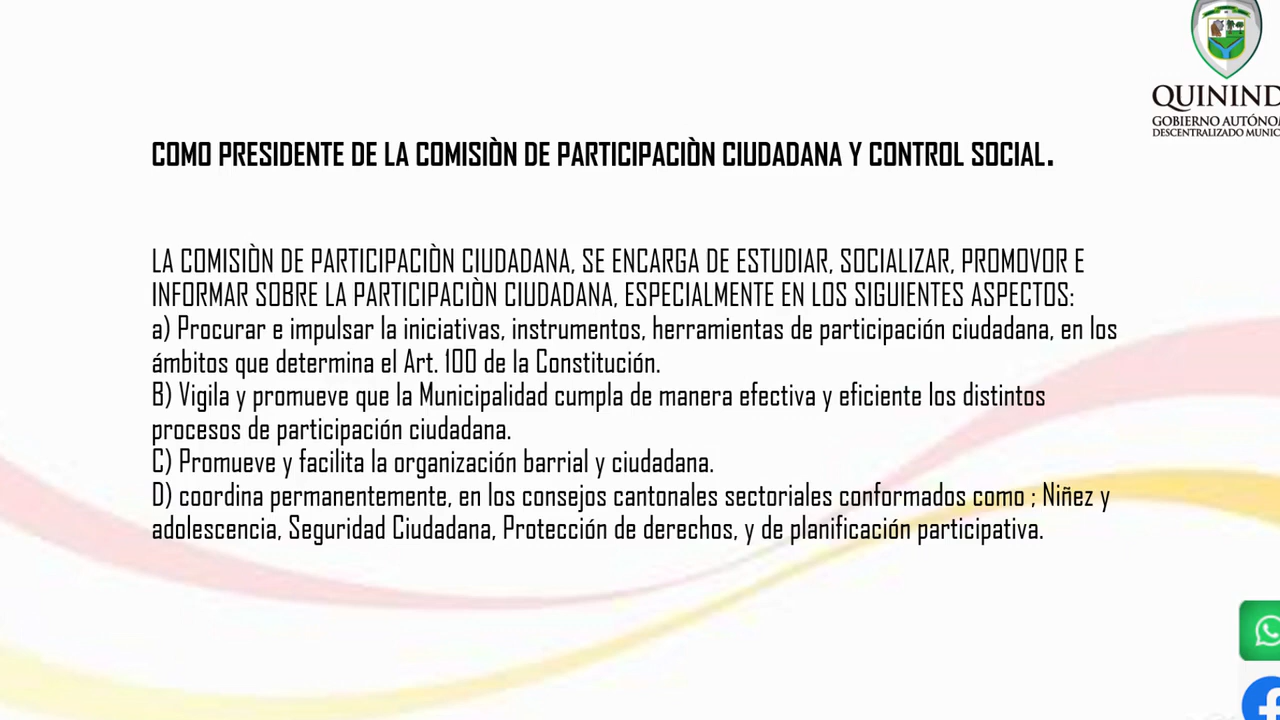 QUININD
GOBIERNO AUTÓNO
DESCENTRALIZADO MUNIC
COMO PRESIDENTE DE LA COMISIÒN DE PARTICIPACIÒN CIUDADANA Y CONTROL SOCIAL.
LA COMISIÒN DE PARTICIPACIÒN CIUDADANA, SE ENCARGA DE ESTUDIAR, SOCIALIZAR, PROMOVOR E
INFORMAR SOBRE LA PARTICIPACIÒN CIUDADANA, ESPECIALMENTE EN LOS SIGUIENTES ASPECTOS:
a) Procurar e impulsar la iniciativas, instrumentos, herramientas de participación ciudadana, en los
ámbitos que determina el Art. 100 de la Constitución.
B) Vigila y promueve que la Municipalidad cumpla de manera efectiva y eficiente los distintos
procesos de participación ciudadana.
C) Promueve y facilita la organización barrial y ciudadana.
D) coordina permanentemente, en los consejos cantonales sectoriales conformados como ; Niñez y
adolescencia, Seguridad Ciudadana, Protección de derechos, y de planificación participativa.